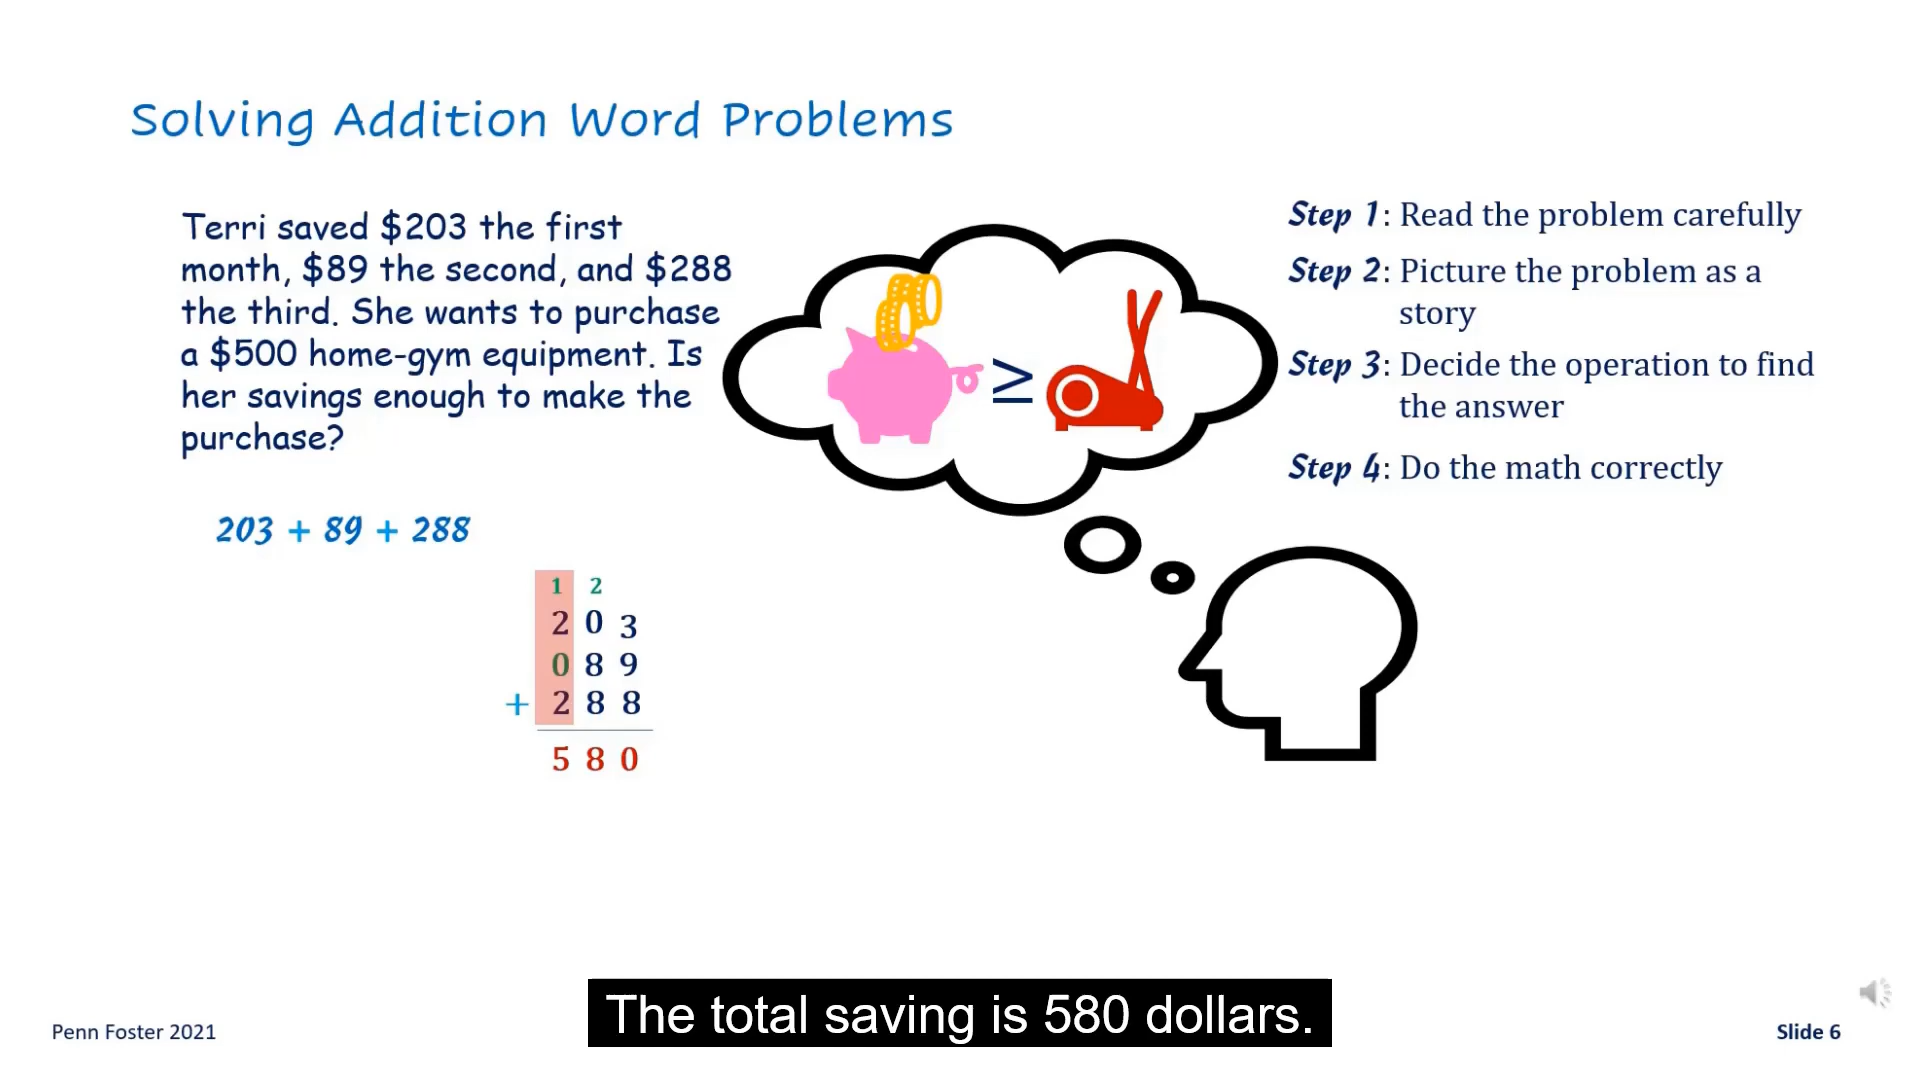 Solving Addition Word Problems
Terri saved $203 the first
month, $89 the second, and $288
the third. She wants to purchase
a $500 home-gym equipment. Is
her savings enough to make the
purchase?
≥
Step 1: Read the problem carefully
Step 2: Picture the problem as a
story
Step 3: Decide the operation to find
the answer
Step 4: Do the math correctly
203 + 89 + 288
1 2
2 0 3
0 8 9
+ 2 8 8
5 8 0
The total saving is 580 dollars.
Penn Foster 2021
Slide 6